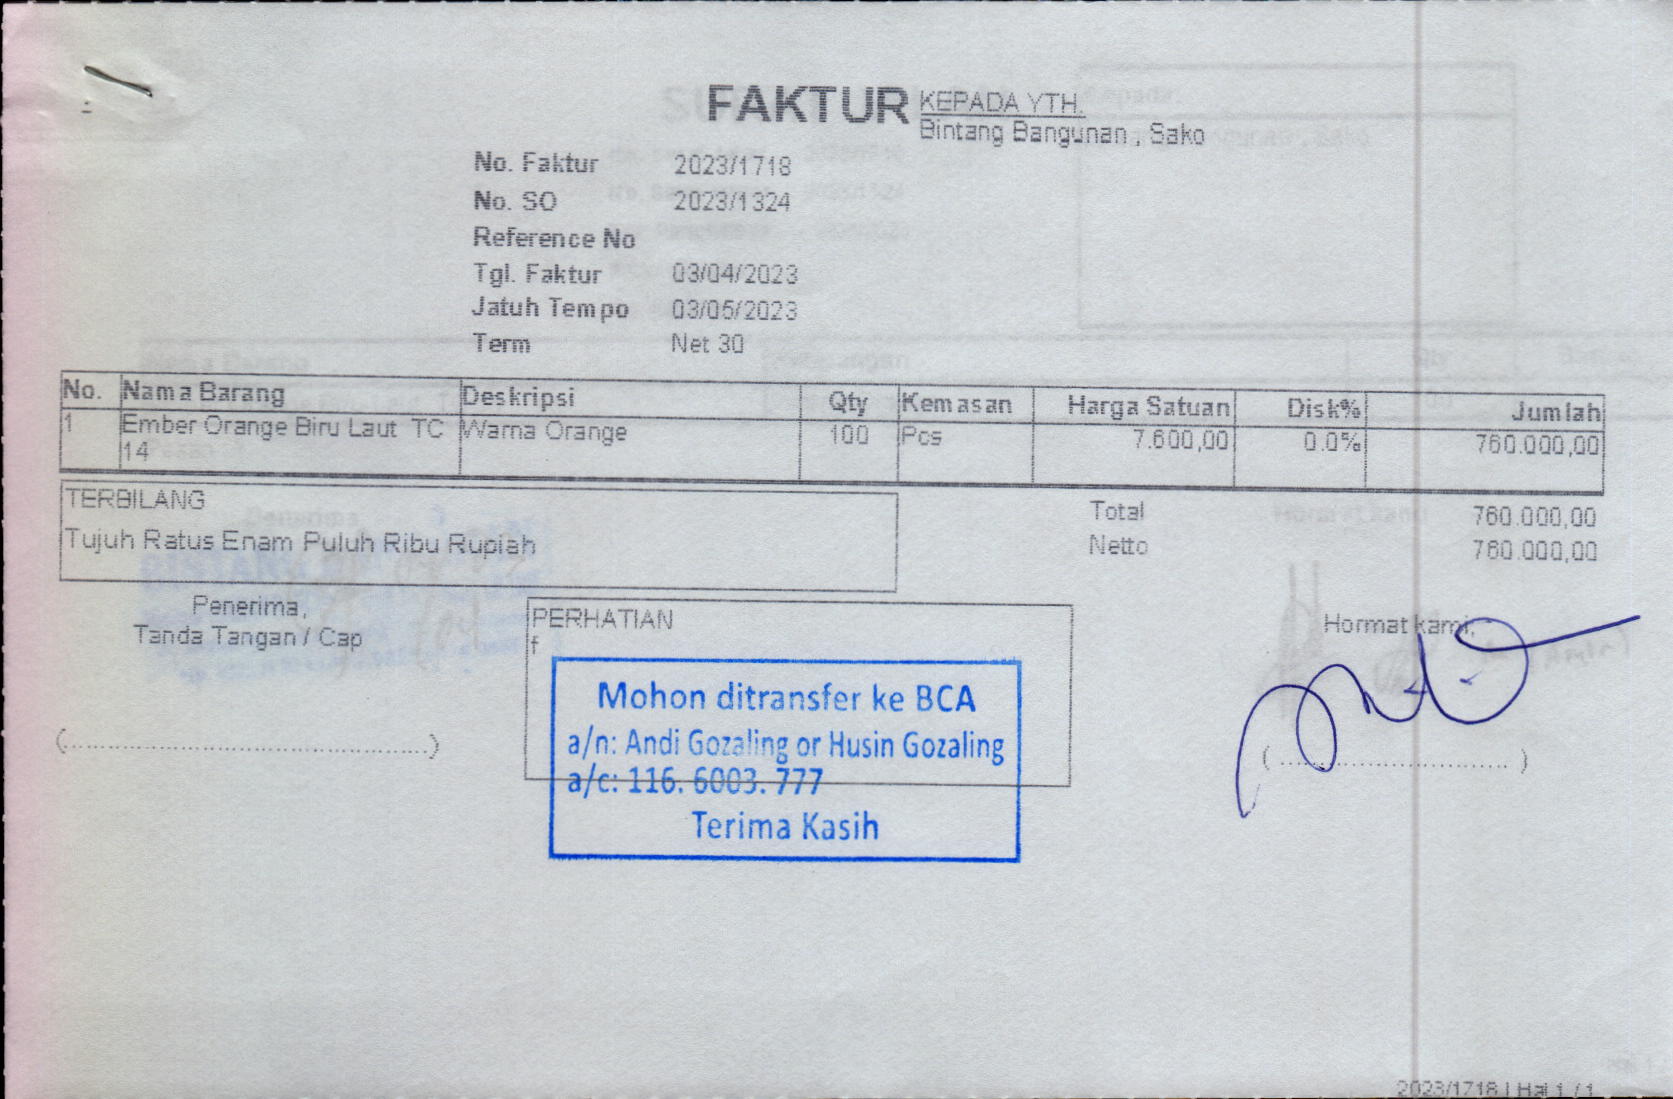 FAKTUR
KEPADA YTH.
Bintang Bangunan , Sako
No. Faktur 2023/1718
No. SO 2023/1324
Reference No
Tgl. Faktur 03/04/2023
Jatuh Tempo 03/05/2023
Term Net 30
No. Nama Barang Deskripsi Qty Kemasan Harga Satuan Disk% Jumlah
1 Ember Orange Biru Laut TC Warna Orange 100 Pcs 7.600,00 0.0% 760.000,00
14
TERBILANG
Tujuh Ratus Enam Puluh Ribu Rupiah
Total 760.000,00
Netto 760.000,00
Penerima,
Tanda Tangan / Cap
(............................................)
PERHATIAN
f
Mohon ditransfer ke BCA
a/n: Andi Gozaling or Husin Gozaling
a/c: 116. 6003. 777
Terima Kasih
Hormat kami,
(............................)
2023/1718 | Hal 1 / 1